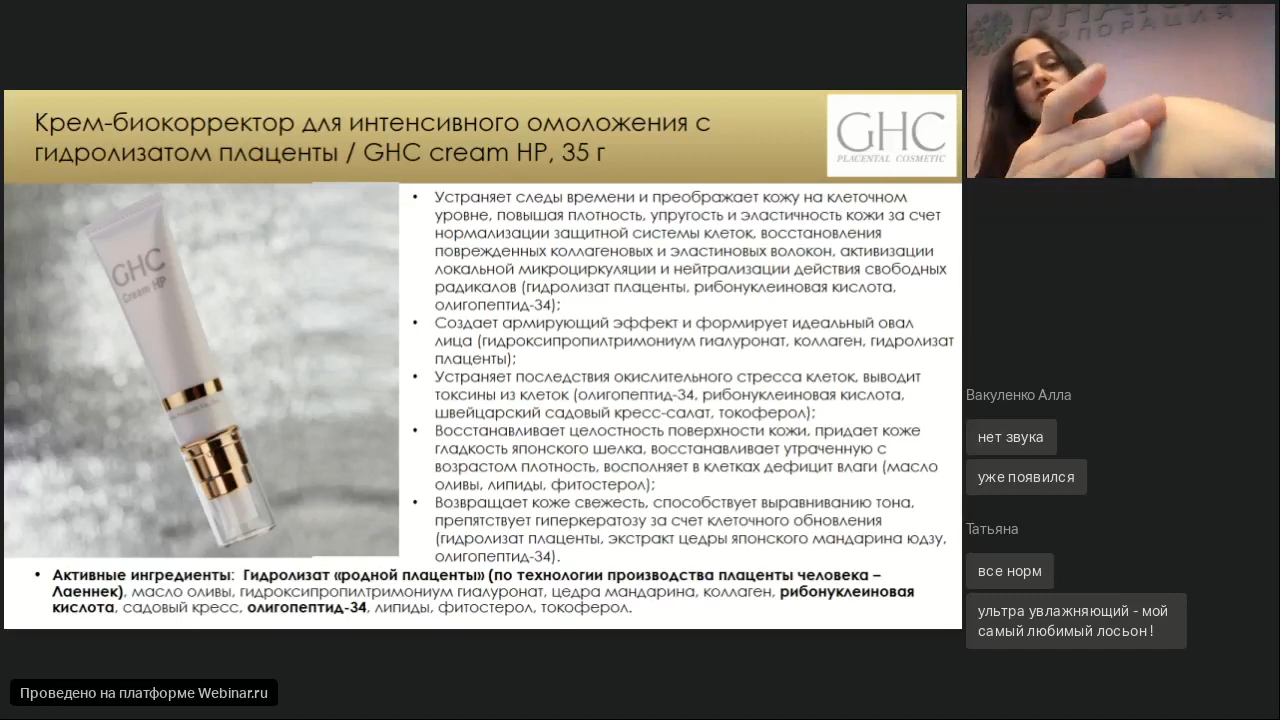 Крем-биокорректор для интенсивного омоложения с
гидролизатом плаценты / GHC cream HP, 35 г
GHC
PLACENTAL COSMETIC
GHC
Cream HP
• Устраняет следы времени и преображает кожу на клеточном
уровне, повышая плотность, упругость и эластичность кожи за счет
нормализации защитной системы клеток, восстановления
поврежденных коллагеновых и эластиновых волокон, активизации
локальной микроциркуляции и нейтрализации действия свободных
радикалов (гидролизат плаценты, рибонуклеиновая кислота,
олигопептид-34);
• Создает армирующий эффект и формирует идеальный овал
лица (гидроксипропилтримониум гиалуронат, коллаген, гидролизат
плаценты);
• Устраняет последствия окислительного стресса клеток, выводит
токсины из клеток (олигопептид-34, рибонуклеиновая кислота,
швейцарский садовый кресс-салат, токоферол);
• Восстанавливает целостность поверхности кожи, придает коже
гладкость японского шелка, восстанавливает утраченную с
возрастом плотность, восполняет в клетках дефицит влаги (масло
оливы, липиды, фитостерол);
• Возвращает коже свежесть, способствует выравниванию тона,
препятствует гиперкератозу за счет клеточного обновления
(гидролизат плаценты, экстракт цедры японского мандарина юдзу,
олигопептид-34).
• Активные ингредиенты: Гидролизат «родной плаценты» (по технологии производства плаценты человека –
Лаеннек), масло оливы, гидроксипропилтримониум гиалуронат, цедра мандарина, коллаген, рибонуклеиновая
кислота, садовый кресс, олигопептид-34, липиды, фитостерол, токоферол.
Вакуленко Алла
нет звука
уже появился
Татьяна
все норм
ультра увлажняющий - мой
самый любимый лосьон !
Проведено на платформе Webinar.ru